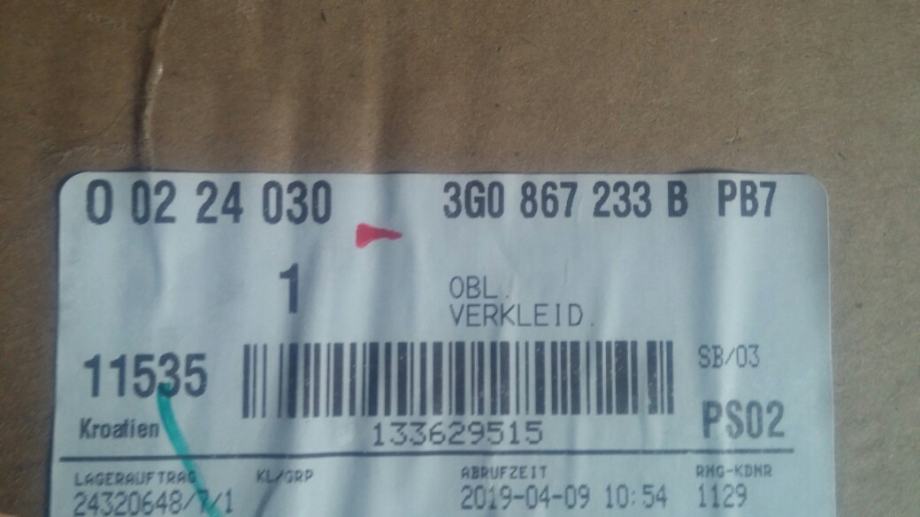 0 02 24 030 3G0 867 233 B PB7
1 OBL.
VERKLEID.
11535 SB/03
Kroatien 133629515 PS02
LAGERAUFTRAG KL/GRP ABRUFZEIT RNG-KDNR
24320648/7/1 2019-04-09 10:54 1129